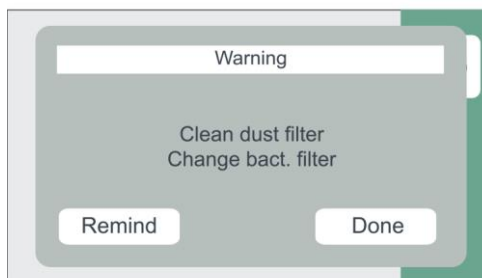 Warning
Clean dust filter
Change bact. filter
Remind
Done